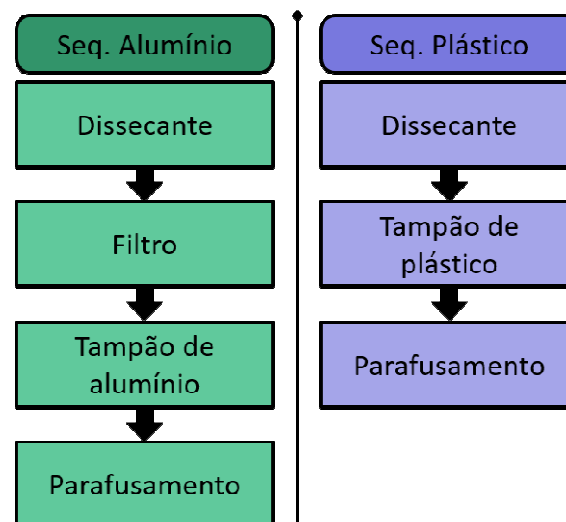 Seq. Alumínio
Dissecante
Filtro
Tampão de
alumínio
Parafusamento
Seq. Plástico
Dissecante
Tampão de
plástico
Parafusamento